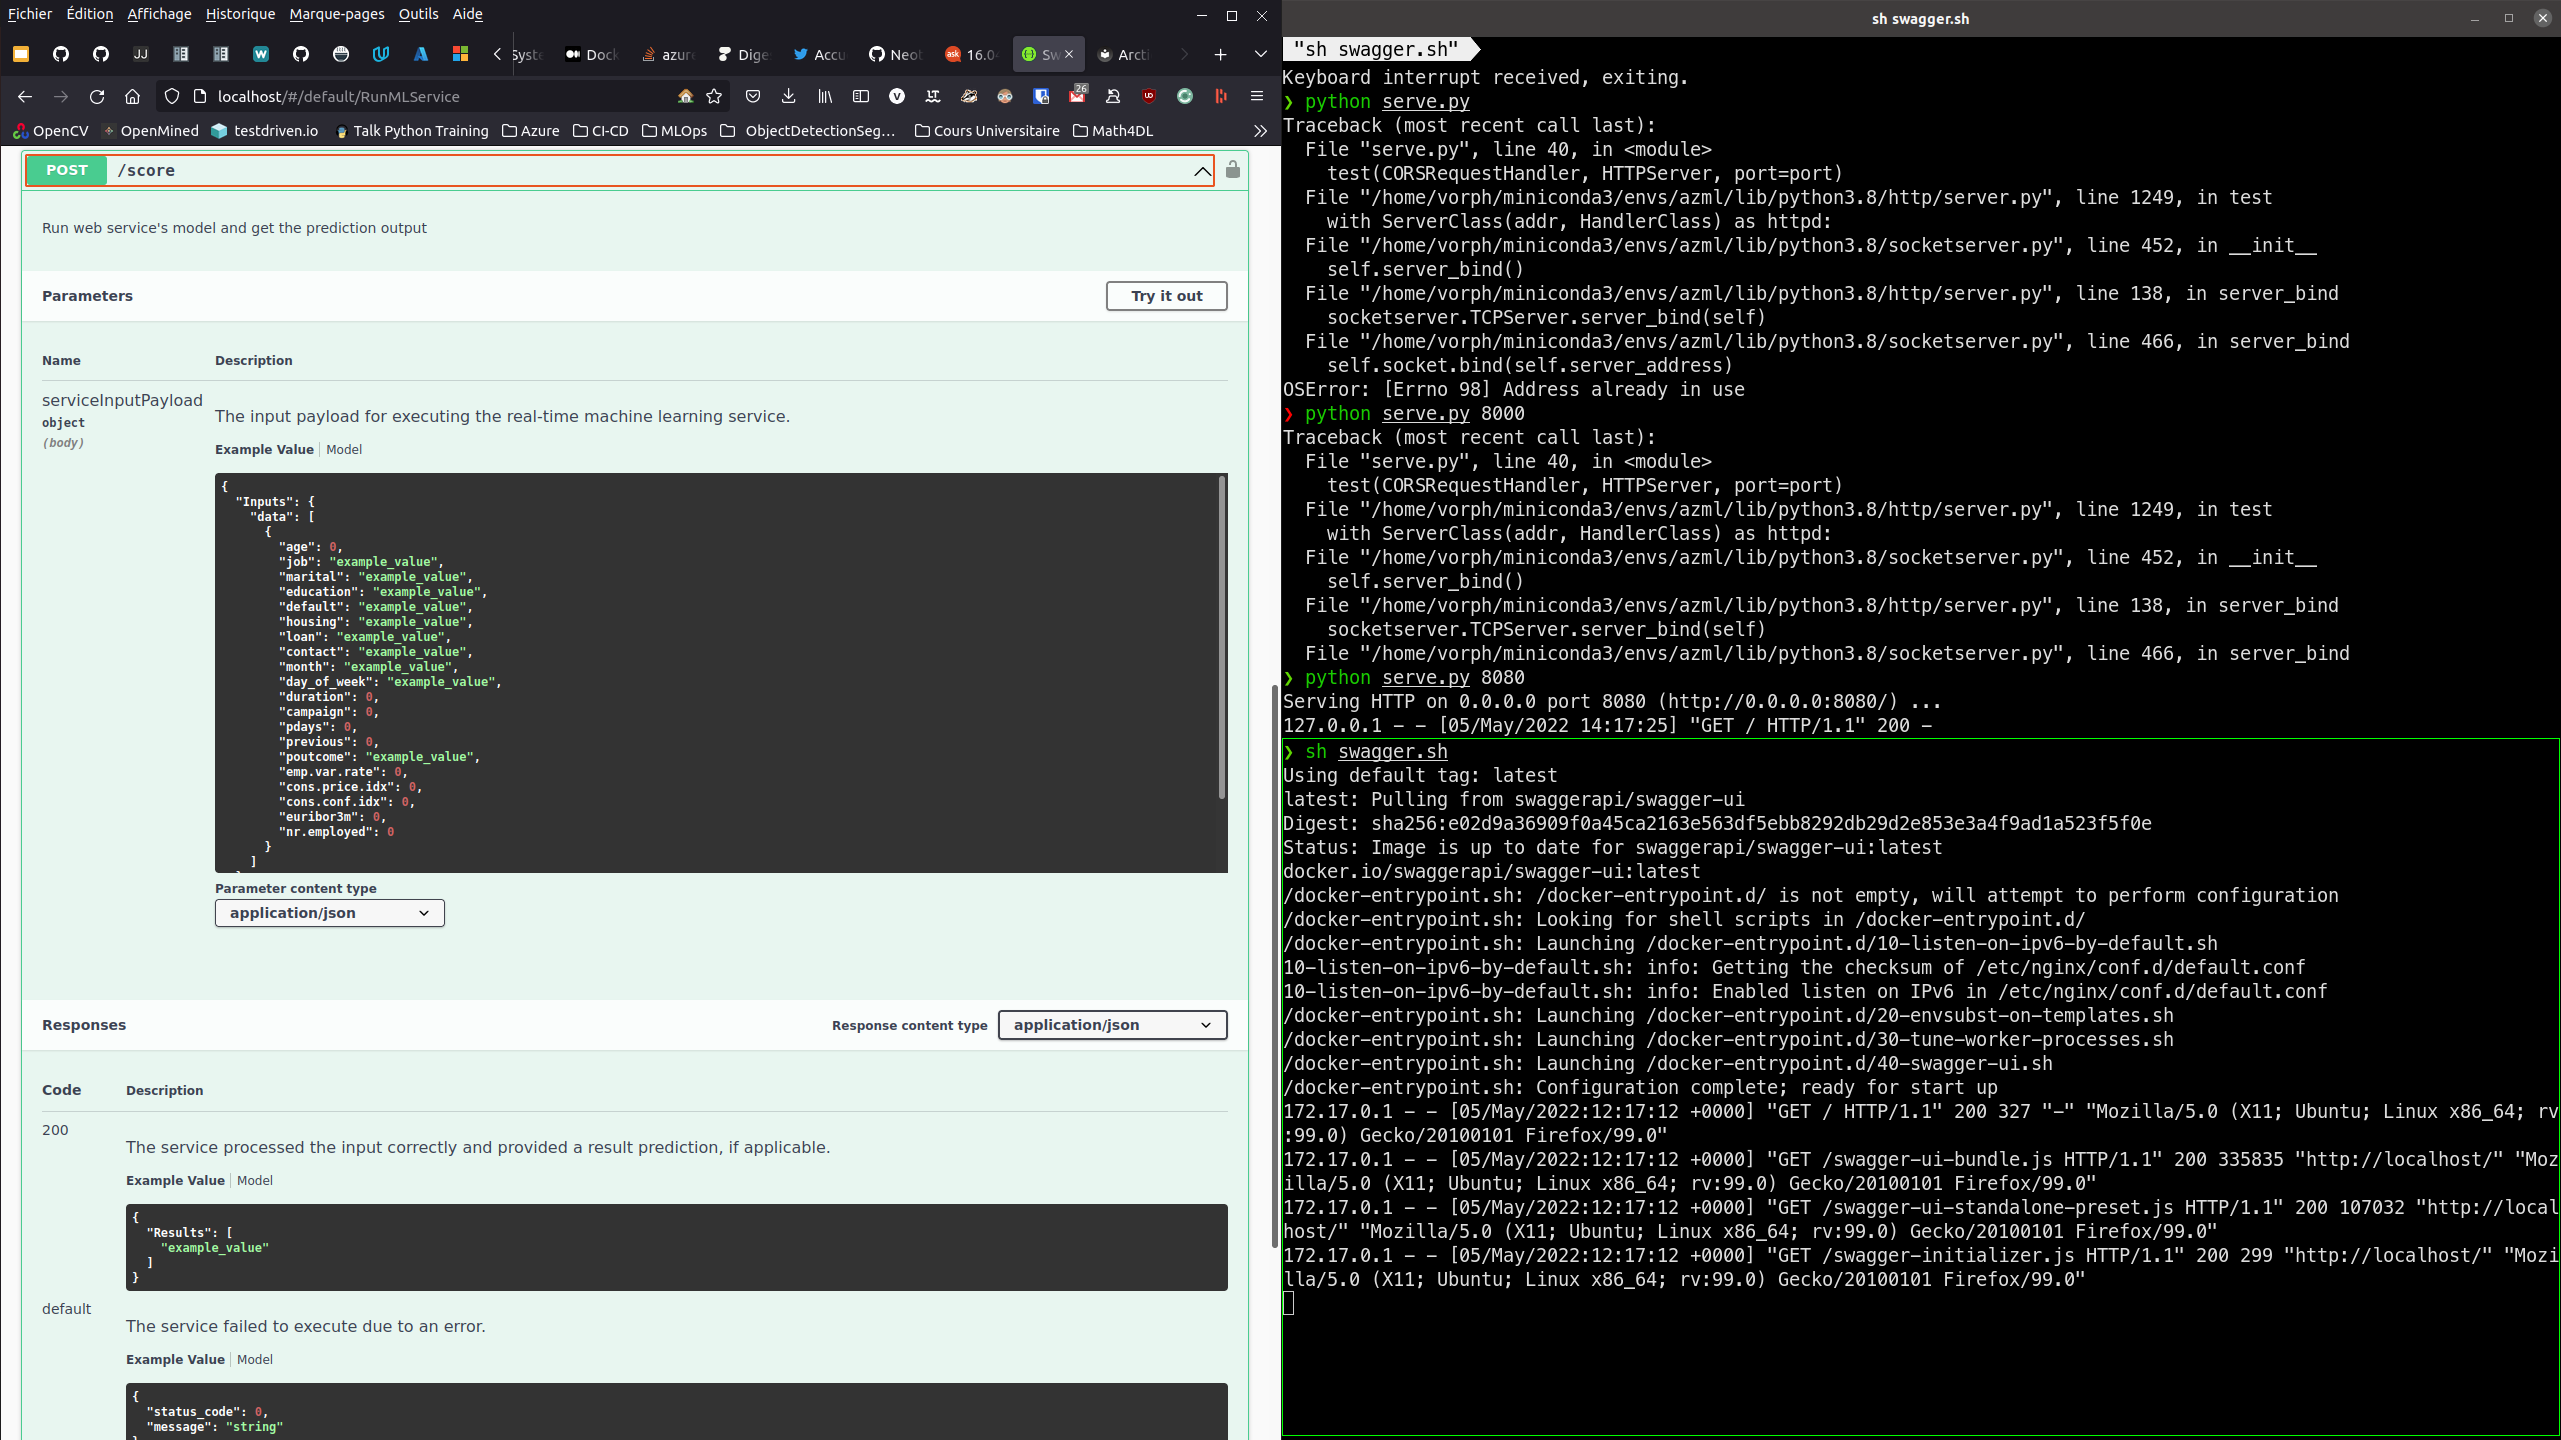 Fichier Édition Affichage Historique Marque-pages Outils Aide
Syste Dock azure Dige Accu Neot 16.04 Sw Arcti
localhost/#/default/RunMLService
26
OpenCV OpenMined testdriven.io Talk Python Training Azure CI-CD MLOps ObjectDetectionSeg… Cours Universitaire Math4DL
POST /score
Run web service's model and get the prediction output
Parameters
Try it out
Name Description
serviceInputPayload
object
(body)
The input payload for executing the real-time machine learning service.
Example Value Model
{
"Inputs": {
"data": [
{
"age": 0,
"job": "example_value",
"marital": "example_value",
"education": "example_value",
"default": "example_value",
"housing": "example_value",
"loan": "example_value",
"contact": "example_value",
"month": "example_value",
"day_of_week": "example_value",
"duration": 0,
"campaign": 0,
"pdays": 0,
"previous": 0,
"poutcome": "example_value",
"emp.var.rate": 0,
"cons.price.idx": 0,
"cons.conf.idx": 0,
"euribor3m": 0,
"nr.employed": 0
}
]
Parameter content type
application/json
Responses
Response content type application/json
Code Description
200
The service processed the input correctly and provided a result prediction, if applicable.
Example Value Model
{
"Results": [
"example_value"
]
}
default
The service failed to execute due to an error.
Example Value Model
{
"status_code": 0,
"message": "string"
sh swagger.sh
"sh swagger.sh"
Keyboard interrupt received, exiting.
❯ python serve.py
Traceback (most recent call last):
File "serve.py", line 40, in <module>
test(CORSRequestHandler, HTTPServer, port=port)
File "/home/vorph/miniconda3/envs/azml/lib/python3.8/http/server.py", line 1249, in test
with ServerClass(addr, HandlerClass) as httpd:
File "/home/vorph/miniconda3/envs/azml/lib/python3.8/socketserver.py", line 452, in __init__
self.server_bind()
File "/home/vorph/miniconda3/envs/azml/lib/python3.8/http/server.py", line 138, in server_bind
socketserver.TCPServer.server_bind(self)
File "/home/vorph/miniconda3/envs/azml/lib/python3.8/socketserver.py", line 466, in server_bind
self.socket.bind(self.server_address)
OSError: [Errno 98] Address already in use
❯ python serve.py 8000
Traceback (most recent call last):
File "serve.py", line 40, in <module>
test(CORSRequestHandler, HTTPServer, port=port)
File "/home/vorph/miniconda3/envs/azml/lib/python3.8/http/server.py", line 1249, in test
with ServerClass(addr, HandlerClass) as httpd:
File "/home/vorph/miniconda3/envs/azml/lib/python3.8/socketserver.py", line 452, in __init__
self.server_bind()
File "/home/vorph/miniconda3/envs/azml/lib/python3.8/http/server.py", line 138, in server_bind
socketserver.TCPServer.server_bind(self)
File "/home/vorph/miniconda3/envs/azml/lib/python3.8/socketserver.py", line 466, in server_bind
❯ python serve.py 8080
Serving HTTP on 0.0.0.0 port 8080 (http://0.0.0.0:8080/) ...
127.0.0.1 - - [05/May/2022 14:17:25] "GET / HTTP/1.1" 200 -
❯ sh swagger.sh
Using default tag: latest
latest: Pulling from swaggerapi/swagger-ui
Digest: sha256:e02d9a36909f0a45ca2163e563df5ebb8292db29d2e853e3a4f9ad1a523f5f0e
Status: Image is up to date for swaggerapi/swagger-ui:latest
docker.io/swaggerapi/swagger-ui:latest
/docker-entrypoint.sh: /docker-entrypoint.d/ is not empty, will attempt to perform configuration
/docker-entrypoint.sh: Looking for shell scripts in /docker-entrypoint.d/
/docker-entrypoint.sh: Launching /docker-entrypoint.d/10-listen-on-ipv6-by-default.sh
10-listen-on-ipv6-by-default.sh: info: Getting the checksum of /etc/nginx/conf.d/default.conf
10-listen-on-ipv6-by-default.sh: info: Enabled listen on IPv6 in /etc/nginx/conf.d/default.conf
/docker-entrypoint.sh: Launching /docker-entrypoint.d/20-envsubst-on-templates.sh
/docker-entrypoint.sh: Launching /docker-entrypoint.d/30-tune-worker-processes.sh
/docker-entrypoint.sh: Launching /docker-entrypoint.d/40-swagger-ui.sh
/docker-entrypoint.sh: Configuration complete; ready for start up
172.17.0.1 - - [05/May/2022:12:17:12 +0000] "GET / HTTP/1.1" 200 327 "-" "Mozilla/5.0 (X11; Ubuntu; Linux x86_64; rv
:99.0) Gecko/20100101 Firefox/99.0"
172.17.0.1 - - [05/May/2022:12:17:12 +0000] "GET /swagger-ui-bundle.js HTTP/1.1" 200 335835 "http://localhost/" "Moz
illa/5.0 (X11; Ubuntu; Linux x86_64; rv:99.0) Gecko/20100101 Firefox/99.0"
172.17.0.1 - - [05/May/2022:12:17:12 +0000] "GET /swagger-ui-standalone-preset.js HTTP/1.1" 200 107032 "http://local
host/" "Mozilla/5.0 (X11; Ubuntu; Linux x86_64; rv:99.0) Gecko/20100101 Firefox/99.0"
172.17.0.1 - - [05/May/2022:12:17:12 +0000] "GET /swagger-initializer.js HTTP/1.1" 200 299 "http://localhost/" "Mozi
lla/5.0 (X11; Ubuntu; Linux x86_64; rv:99.0) Gecko/20100101 Firefox/99.0"